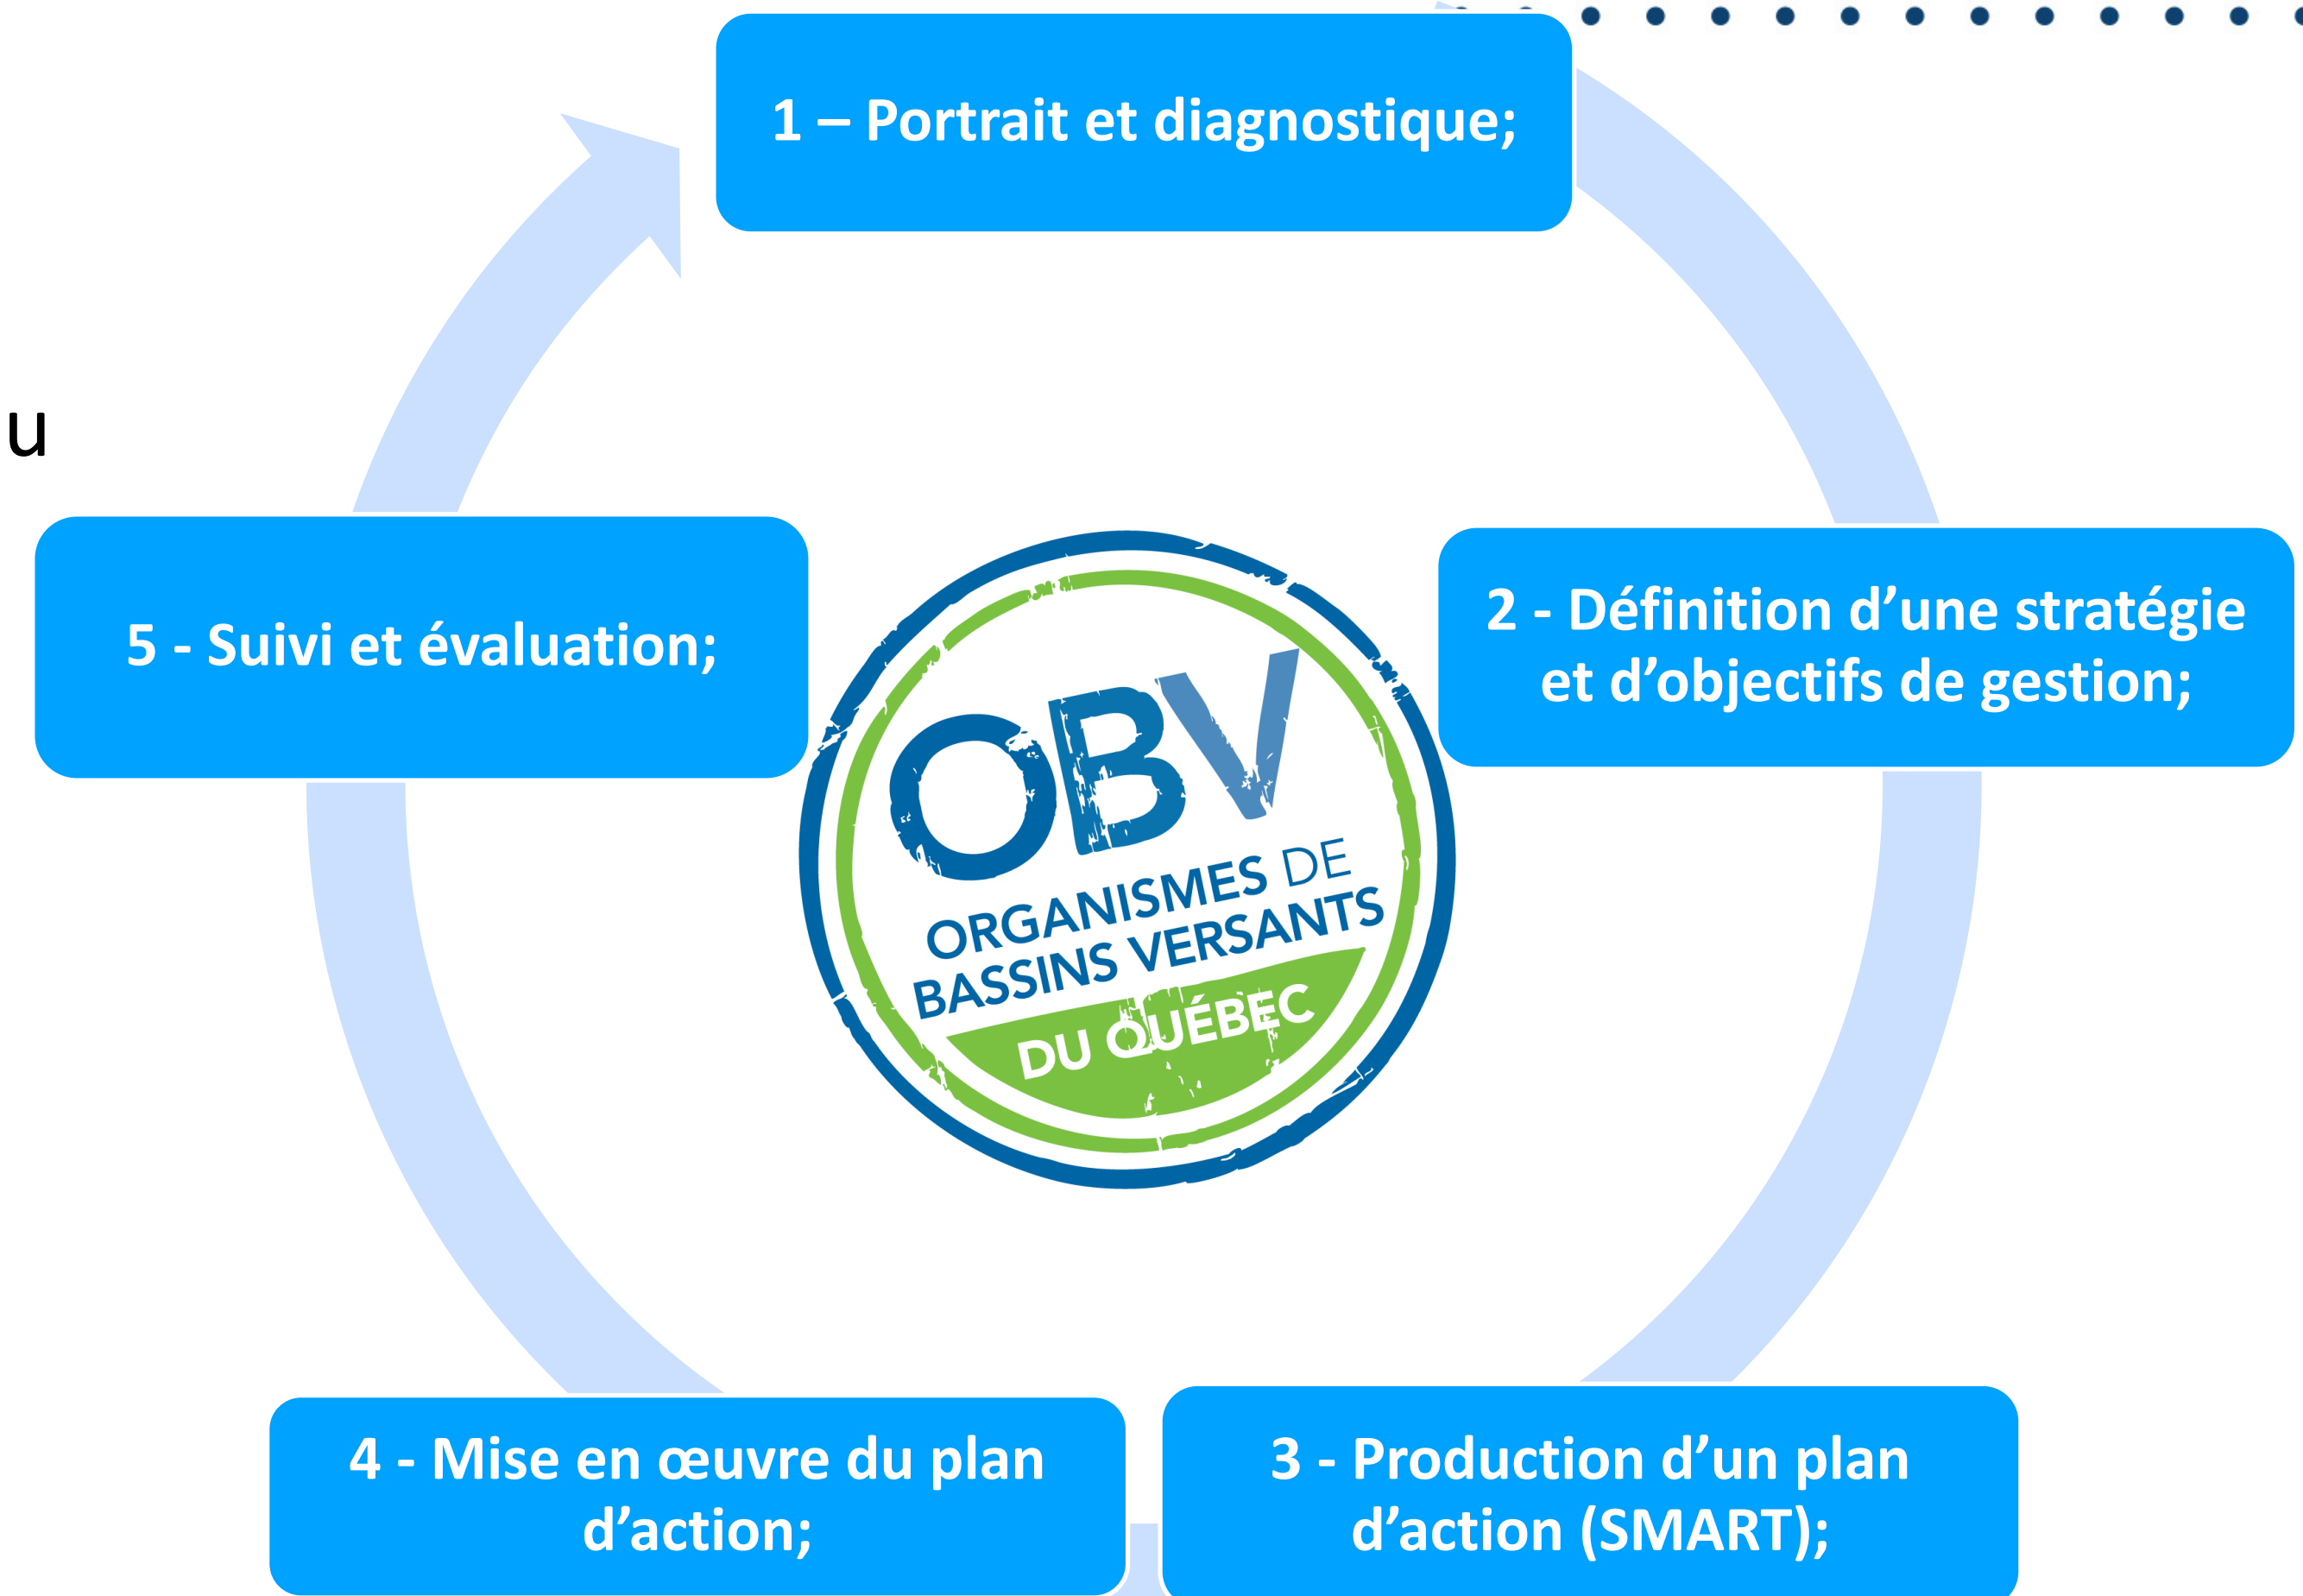 1 – Portrait et diagnostique;
u
5 - Suivi et évaluation;
2 - Définition d’une stratégie
et d’objectifs de gestion;
OBV
ORGANISMES DE
BASSINS VERSANTS
DU QUÉBEC
4 - Mise en œuvre du plan
d’action;
3 - Production d’un plan
d’action (SMART);